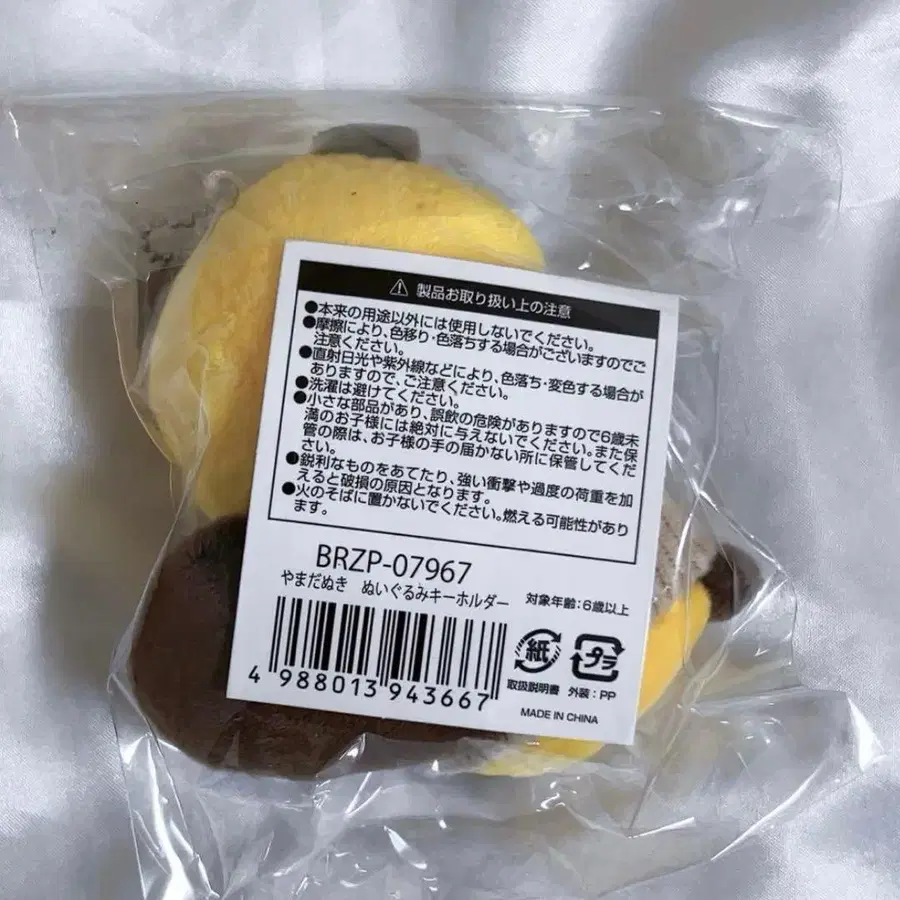 ⚠ 製品お取り扱い上の注意
●本来の用途以外には使用しないでください。
●摩擦により、色移り・色落ちする場合がございますのでご
注意ください。
●直射日光や紫外線などにより、色落ち・変色する場合が
ありますので、ご注意ください。
●洗濯は避けてください。
●小さな部品があり、誤飲の危険がありますので6歳未
満のお子様には絶対に与えないでください。また保
管の際は、お子様の手の届かない所に保管してくだ
さい。
●鋭利なものをあてたり、強い衝撃や過度の荷重を加
えると破損の原因となります。
●火のそばに置かないでください。燃える可能性があり
ます。
BRZP-07967
やまだぬき ぬいぐるみキーホルダー
対象年齢:6歳以上
4 988013 943667
紙
プラ
取扱説明書
外装:PP
MADE IN CHINA